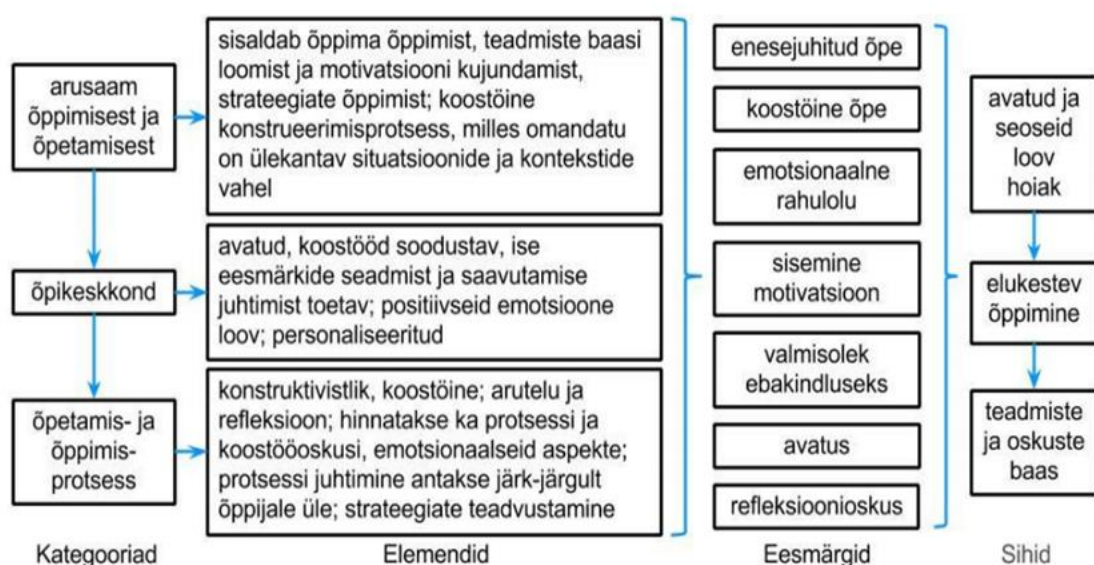 arusaam
õppimisest ja
õpetamisest
õpikeskkond
õpetamis- ja
õppimis-
protsess
Kategooriad
sisaldab õppima õppimist, teadmiste baasi
loomist ja motivatsiooni kujundamist,
strateegiate õppimist; koostöine
konstrueerimisprotsess, milles omandatu
on ülekantav situatsioonide ja kontekstide
vahel
avatud, koostööd soodustav, ise
eesmärkide seadmist ja saavutamise
juhtimist toetav; positiivseid emotsioone
loov; personaliseeritud
konstruktivistlik, koostöine; arutelu ja
refleksioon; hinnatakse ka protsessi ja
koostööoskusi, emotsionaalseid aspekte;
protsessi juhtimine antakse järk-järgult
õppijale üle; strateegiate teadvustamine
Elemendid
enesejuhitud õpe
koostöine õpe
emotsionaalne
rahulolu
sisemine
motivatsioon
valmisolek
ebakindluseks
avatus
refleksioonioskus
Eesmärgid
avatud ja
seoseid
loov
hoiak
elukestev
õppimine
teadmiste
ja oskuste
baas
Sihid